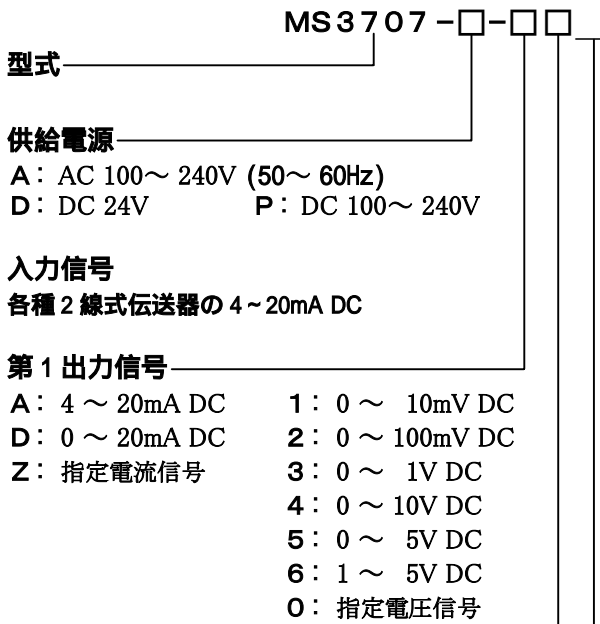 MS3707-□-□□
型式
供給電源
A: AC 100～240V (50～60Hz)
D: DC 24V P: DC 100～240V
入力信号
各種2線式伝送器の4~20mA DC
第1出力信号
A: 4～20mA DC 1: 0～ 10mV DC
D: 0～20mA DC 2: 0～100mV DC
Z: 指定電流信号 3: 0～ 1V DC
4: 0～10V DC
5: 0～ 5V DC
6: 1～ 5V DC
0: 指定電圧信号